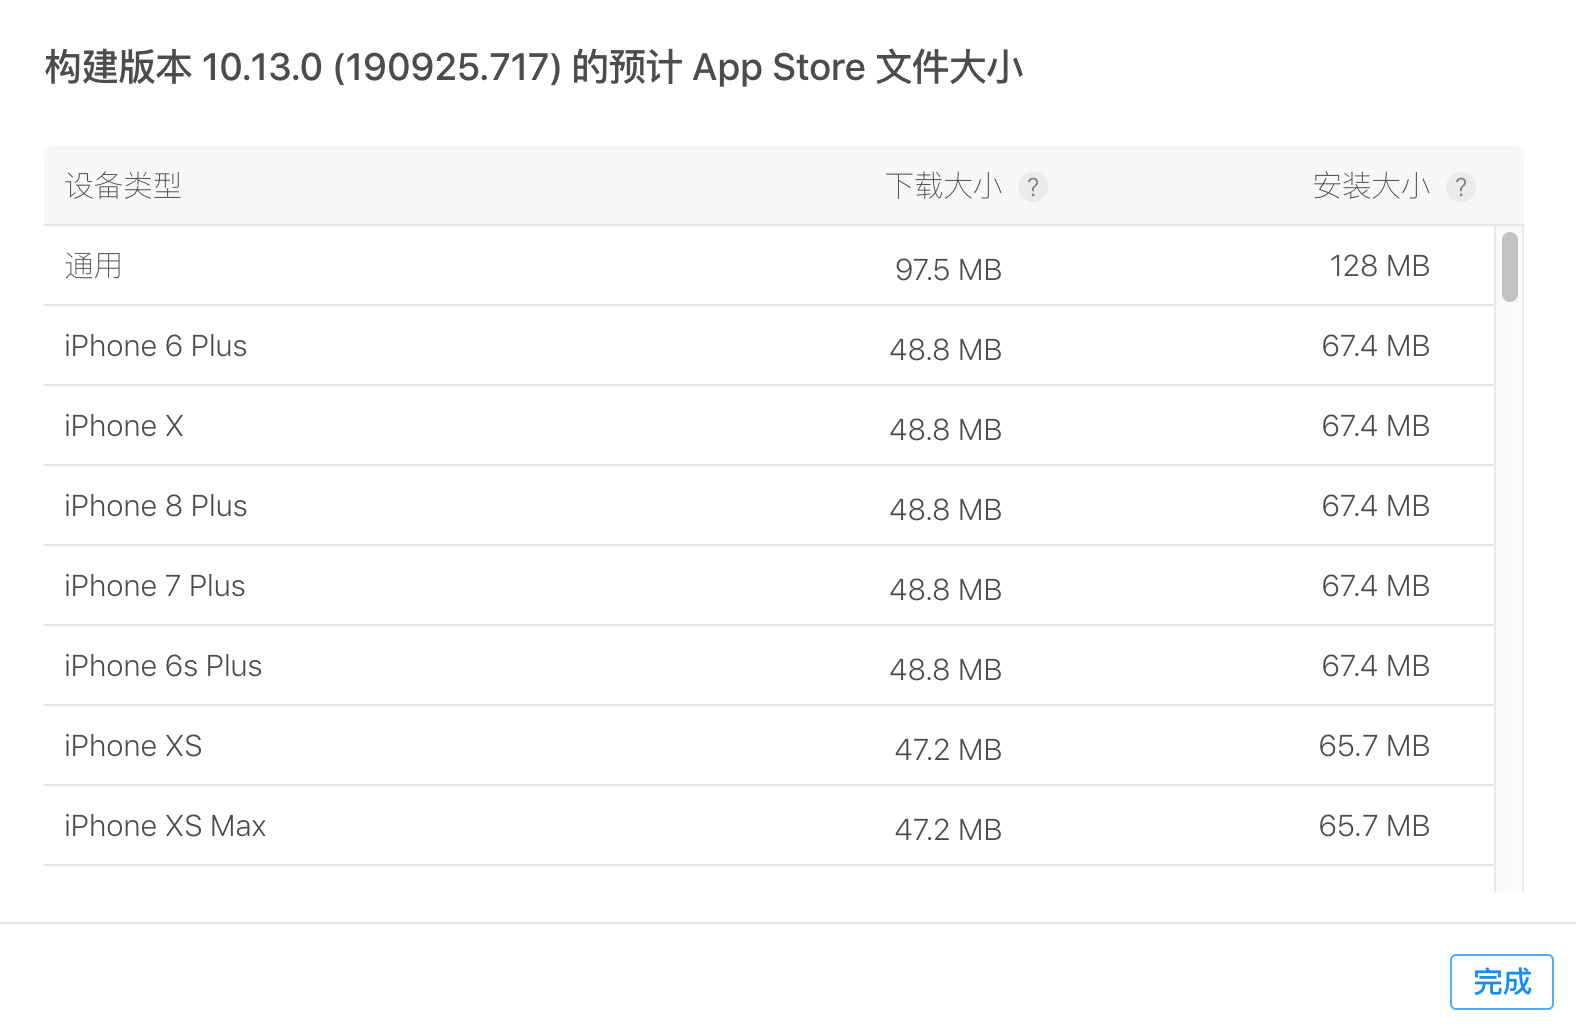 构建版本 10.13.0 (190925.717) 的预计 App Store 文件大小
设备类型 下载大小 ? 安装大小 ?
通用 97.5 MB 128 MB
iPhone 6 Plus 48.8 MB 67.4 MB
iPhone X 48.8 MB 67.4 MB
iPhone 8 Plus 48.8 MB 67.4 MB
iPhone 7 Plus 48.8 MB 67.4 MB
iPhone 6s Plus 48.8 MB 67.4 MB
iPhone XS 47.2 MB 65.7 MB
iPhone XS Max 47.2 MB 65.7 MB
完成